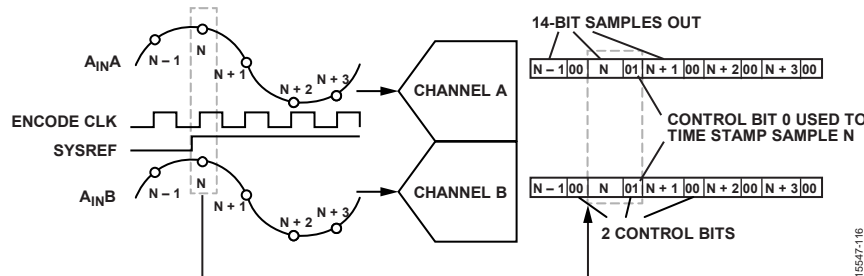 14-BIT SAMPLES OUT
AINA
N – 1
N
N + 1
N + 2
N + 3
CHANNEL A
N – 1 00 N 01 N + 1 00 N + 2 00 N + 3 00
ENCODE CLK
SYSREF
CONTROL BIT 0 USED TO
TIME STAMP SAMPLE N
AINB
N – 1
N
N + 1
N + 2
N + 3
CHANNEL B
N – 1 00 N 01 N + 1 00 N + 2 00 N + 3 00
2 CONTROL BITS
15547-116